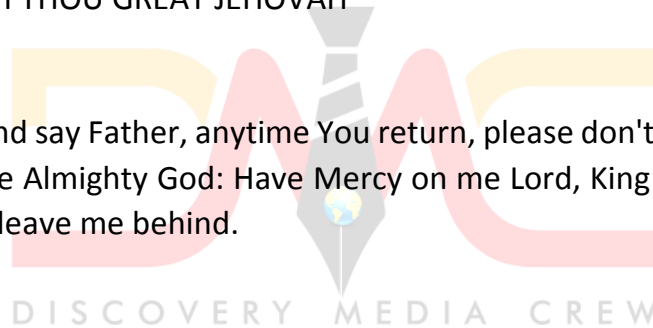 THOU GREAT JEHOVAH
nd say Father, anytime You return, please don't
e Almighty God: Have Mercy on me Lord, King
leave me behind.
DMC
DISCOVERY MEDIA CREW